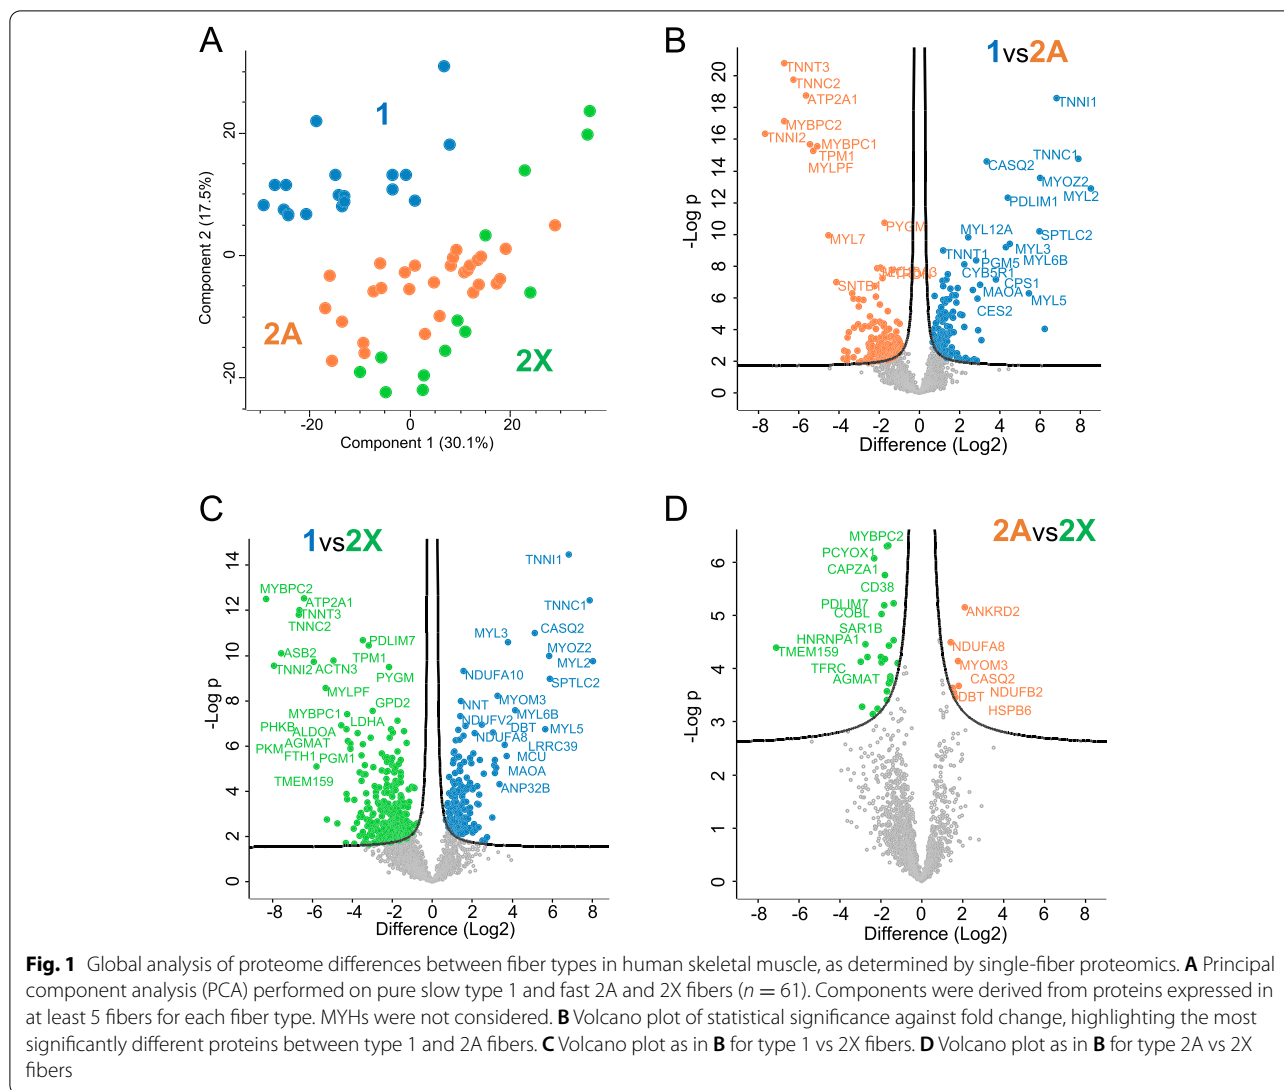 A
1
2A
2X
20
0
-20
Component 2 (17.5%)
-20
0
20
Component 1 (30.1%)
B
1vs2A
20
18
16
14
12
10
8
6
4
2
0
-Log p
TNNT3
TNNC2
ATP2A1
MYBPC2
TNNI2
MYBPC1
TPM1
MYLPF
PYGM
MYL7
SNTB1
TNNI1
TNNC1
CASQ2
MYOZ2
MYL2
PDLIM1
SPTLC2
MYL12A
MYL3
TNNT1
MYL6B
PGM5
CYB5R1
CPS1
MAOA
MYL5
CES2
-8
-6
-4
-2
0
2
4
6
8
Difference (Log2)
C
1vs2X
14
12
10
8
6
4
2
0
-Log p
MYBPC2
ATP2A1
TNNT3
TNNC2
PDLIM7
ASB2
TPM1
TNNI2
ACTN3
PYGM
MYLPF
GPD2
MYBPC1
LDHA
PHKB
ALDOA
AGMAT
PKM
FTH1
PGM1
TMEM159
TNNI1
TNNC1
CASQ2
MYL3
MYOZ2
MYL2
NDUFA10
SPTLC2
NNT
MYOM3
MYL6B
NDUFV2
DBT
MYL5
NDUFA8
LRRC39
MCU
MAOA
ANP32B
-8
-6
-4
-2
0
2
4
6
8
Difference (Log2)
D
2Avs2X
6
5
4
3
2
1
0
-Log p
MYBPC2
PCYOX1
CAPZA1
CD38
PDLIM7
COBL
SAR1B
HNRNPA1
TMEM159
TFRC
AGMAT
ANKRD2
NDUFA8
MYOM3
CASQ2
NDUFB2
DBT
HSPB6
-8
-6
-4
-2
0
2
4
6
8
Difference (Log2)
Fig. 1 Global analysis of proteome differences between fiber types in human skeletal muscle, as determined by single-fiber proteomics. A Principal
component analysis (PCA) performed on pure slow type 1 and fast 2A and 2X fibers (n = 61). Components were derived from proteins expressed in
at least 5 fibers for each fiber type. MYHs were not considered. B Volcano plot of statistical significance against fold change, highlighting the most
significantly different proteins between type 1 and 2A fibers. C Volcano plot as in B for type 1 vs 2X fibers. D Volcano plot as in B for type 2A vs 2X
fibers